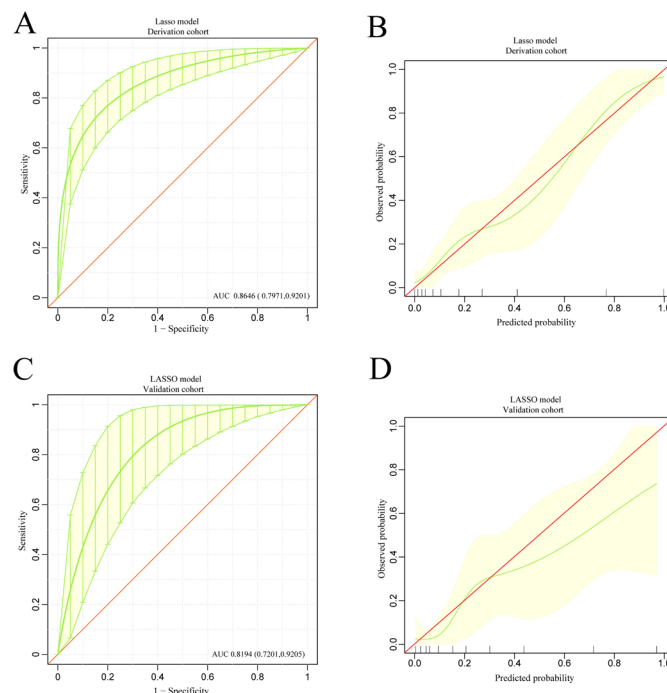 A
Lasso model
Derivation cohort
Sensitivity
0 0.2 0.4 0.6 0.8 1
AUC 0.8646 ( 0.7971,0.9201)
0 0.2 0.4 0.6 0.8 1
1 − Specificity
B
Lasso model
Derivation cohort
Observed probability
0.0 0.2 0.4 0.6 0.8 1.0
0.0 0.2 0.4 0.6 0.8 1.0
Predicted probability
C
LASSO model
Validation cohort
Sensitivity
0 0.2 0.4 0.6 0.8 1
AUC 0.8194 (0.7201,0.9205)
0 0.2 0.4 0.6 0.8 1
1 − Specificity
D
LASSO model
Validation cohort
Observed probability
0.0 0.2 0.4 0.6 0.8 1.0
0.0 0.2 0.4 0.6 0.8 1.0
Predicted probability